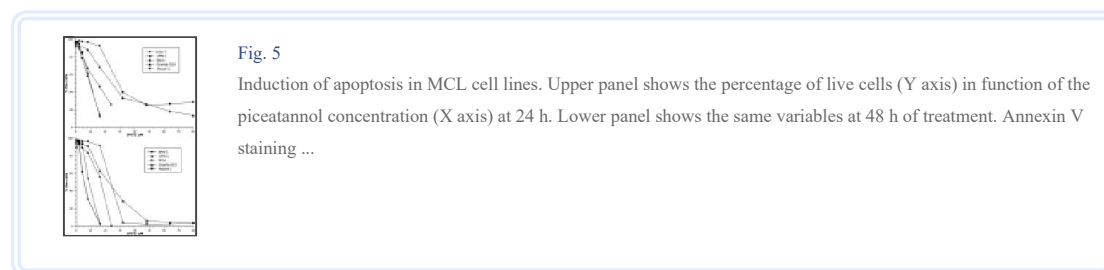 Fig. 5
Induction of apoptosis in MCL cell lines. Upper panel shows the percentage of live cells (Y axis) in function of the
piceatannol concentration (X axis) at 24 h. Lower panel shows the same variables at 48 h of treatment. Annexin V
staining ...